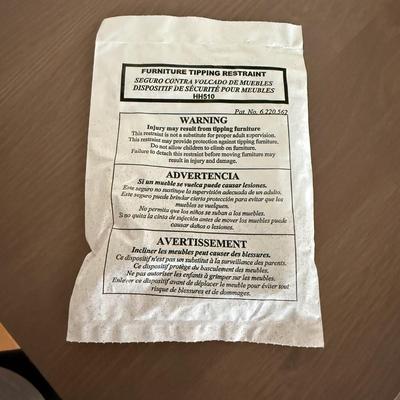 FURNITURE TIPPING RESTRAINT
SEGURO CONTRA VOLCADO DE MUEBLES
DISPOSITIF DE SÉCURITÉ POUR MEUBLES
HH510
Pat. No. 6,220,562
WARNING
Injury may result from tipping furniture
This restraint is not a substitute for proper adult supervision.
This restraint may provide protection against tipping furniture.
Do not allow children to climb on furniture.
Failure to detach this restraint before moving furniture may
result in injury and damage.
ADVERTENCIA
Si un mueble se vuelca puede causar lesiones.
Este seguro no sustituye la supervisión adecuada de un adulto.
Este seguro puede brindar cierta protección para evitar que los
muebles se vuelquen.
No permita que los niños se suban a los muebles.
Si no quita la cinta de sujeción antes de mover los muebles puede
causar daños o lesiones.
AVERTISSEMENT
Incliner les meubles peut causer des blessures.
Ce dispositif n'est pas un substitut à la surveillance des parents.
Ce dispositif protège du basculement des meubles.
Ne pas autoriser les enfants à grimper sur les meubles.
Enlever ce dispositif avant de déplacer le meuble pour éviter tout
risque de blessures et de dommages.